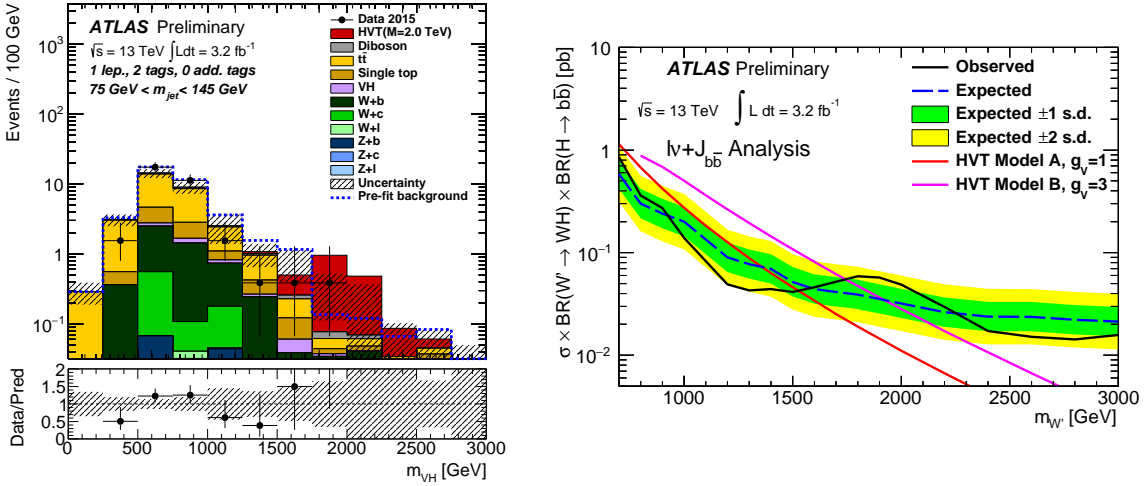 ATLAS Preliminary
√s = 13 TeV ∫Ldt = 3.2 fb⁻¹
1 lep., 2 tags, 0 add. tags
75 GeV < m_jet < 145 GeV
Data 2015
HVT(M=2.0 TeV)
Diboson
tt̄
Single top
VH
W+b
W+c
W+l
Z+b
Z+c
Z+l
Uncertainty
Pre-fit background
Events / 100 GeV
10³
10²
10
1
10⁻¹
Data/Pred
2
1.5
1
0.5
0
0 500 1000 1500 2000 2500 3000
m_VH [GeV]
ATLAS Preliminary
√s = 13 TeV ∫ L dt = 3.2 fb⁻¹
lν+J_bb̄ Analysis
Observed
Expected
Expected ±1 s.d.
Expected ±2 s.d.
HVT Model A, g_v=1
HVT Model B, g_v=3
σ × BR(W' → WH) × BR(H → bb̄) [pb]
10
1
10⁻¹
10⁻²
1000 1500 2000 2500 3000
m_W' [GeV]